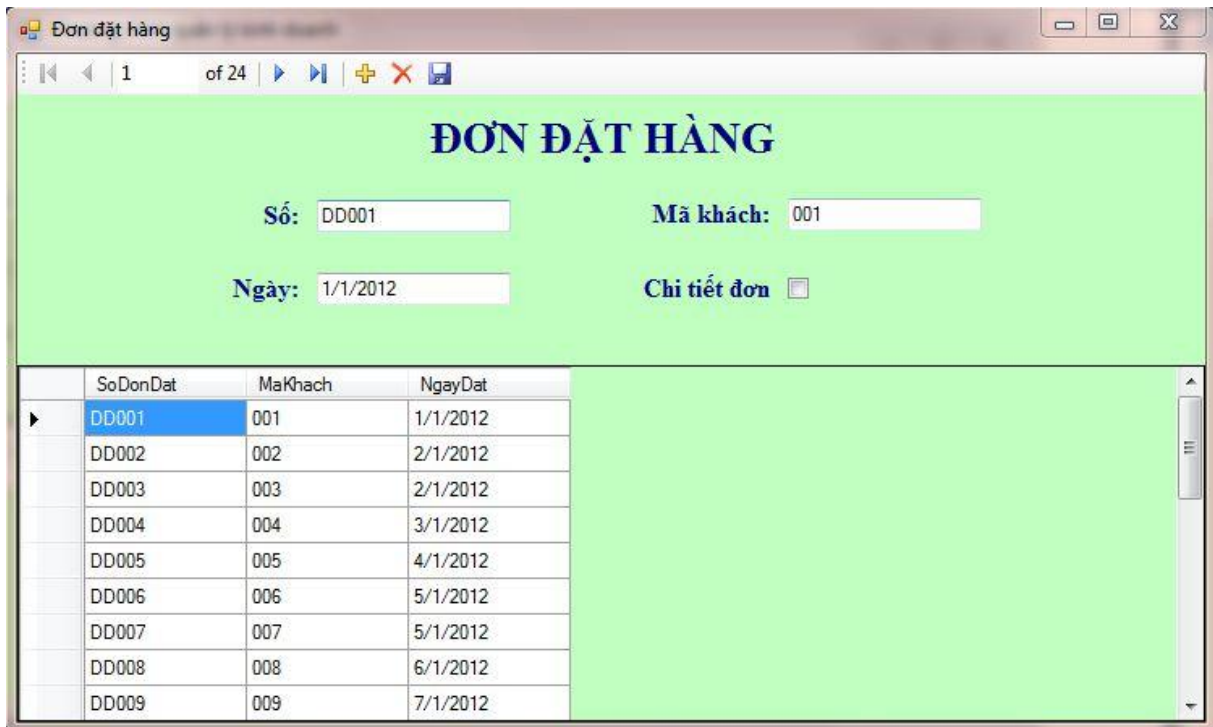 Đơn đặt hàng
1 of 24
ĐƠN ĐẶT HÀNG
Số: DD001 Mã khách: 001
Ngày: 1/1/2012 Chi tiết đơn
SoDonDat MaKhach NgayDat
DD001 001 1/1/2012
DD002 002 2/1/2012
DD003 003 2/1/2012
DD004 004 3/1/2012
DD005 005 4/1/2012
DD006 006 5/1/2012
DD007 007 5/1/2012
DD008 008 6/1/2012
DD009 009 7/1/2012